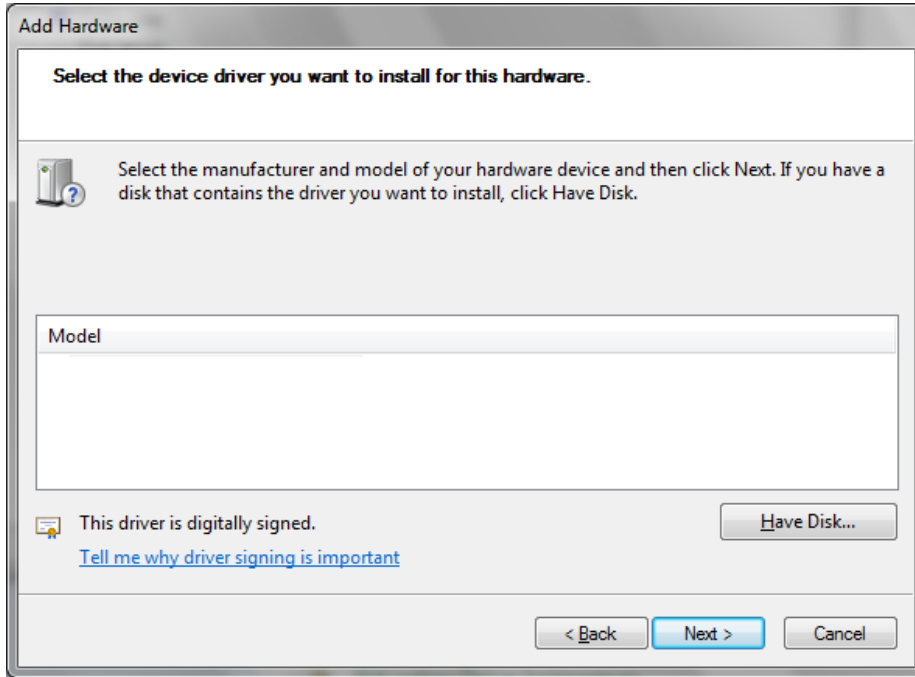 Add Hardware
Select the device driver you want to install for this hardware.
Select the manufacturer and model of your hardware device and then click Next. If you have a
disk that contains the driver you want to install, click Have Disk.
Model
This driver is digitally signed.
Have Disk...
Tell me why driver signing is important
< Back
Next >
Cancel